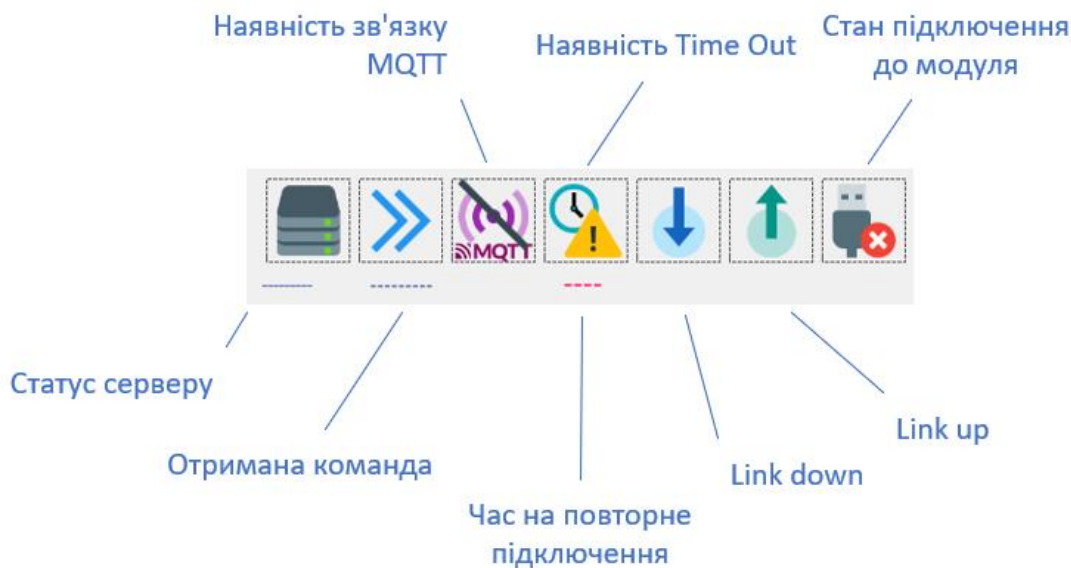 Наявність зв'язку
MQTT
Наявність Time Out
Стан підключення
до модуля
MQTT
Статус серверу
Отримана команда
Час на повторне
підключення
Link down
Link up